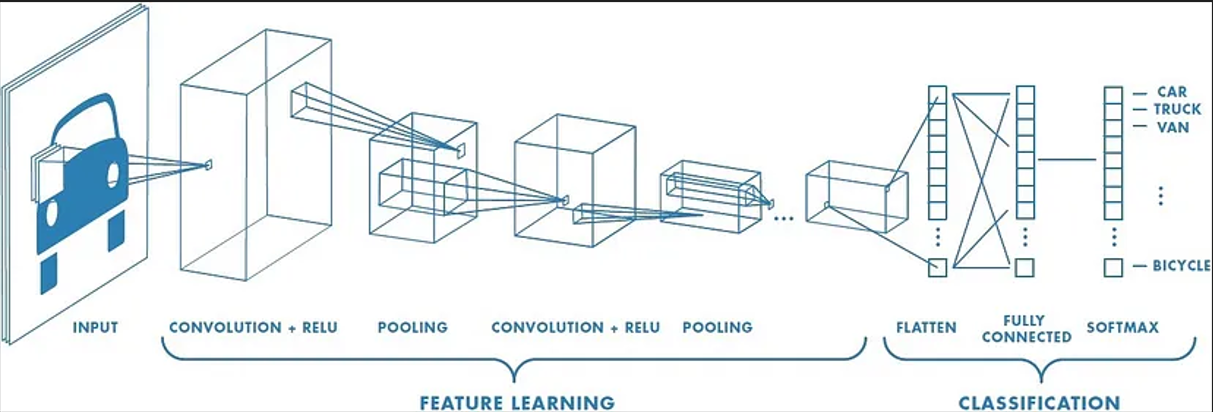 CAR
TRUCK
VAN
BICYCLE
INPUT
CONVOLUTION + RELU
POOLING
CONVOLUTION + RELU
POOLING
FLATTEN
FULLY
CONNECTED
SOFTMAX
FEATURE LEARNING
CLASSIFICATION